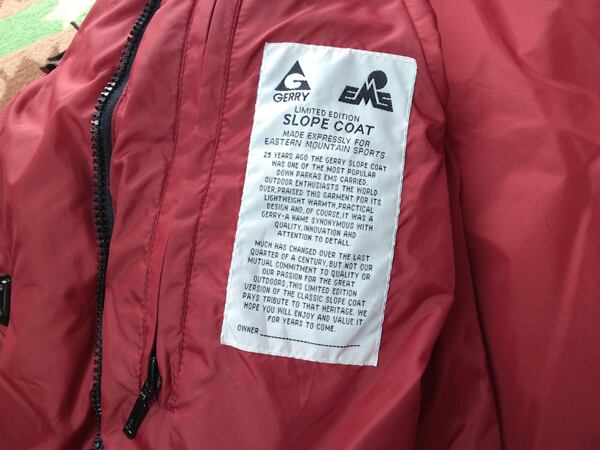 GERRY EMS
LIMITED EDITION
SLOPE COAT
MADE EXPRESSLY FOR
EASTERN MOUNTAIN SPORTS
25 YEARS AGO THE GERRY SLOPE COAT
WAS ONE OF THE MOST POPULAR
DOWN PARKAS EMS CARRIED.
OUTDOOR ENTHUSIASTS THE WORLD
OVER, PRAISED THIS GARMENT FOR ITS
LIGHTWEIGHT WARMTH, PRACTICAL
DESIGN AND, OF COURSE, IT WAS A
GERRY-A NAME SYNONYMOUS WITH
QUALITY, INNOVATION AND
ATTENTION TO DETAIL.
MUCH HAS CHANGED OVER THE LAST
QUARTER OF A CENTURY, BUT NOT OUR
MUTUAL COMMITMENT TO QUALITY OR
OUR PASSION FOR THE GREAT
OUTDOORS, THIS LIMITED EDITION
VERSION OF THE CLASSIC SLOPE COAT
PAYS TRIBUTE TO THAT HERITAGE. WE
HOPE YOU WILL ENJOY AND VALUE IT
FOR YEARS TO COME.
OWNER